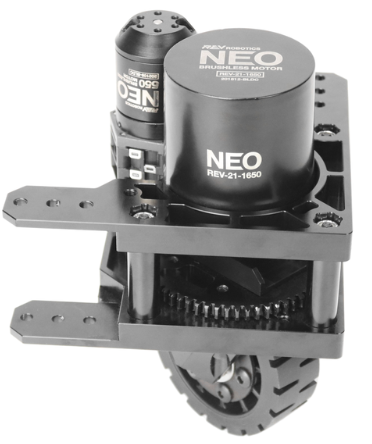 REV ROBOTICS
NEO
BRUSHLESS MOTOR
REV-21-1650
NEO
550
NEO
REV-21-1650